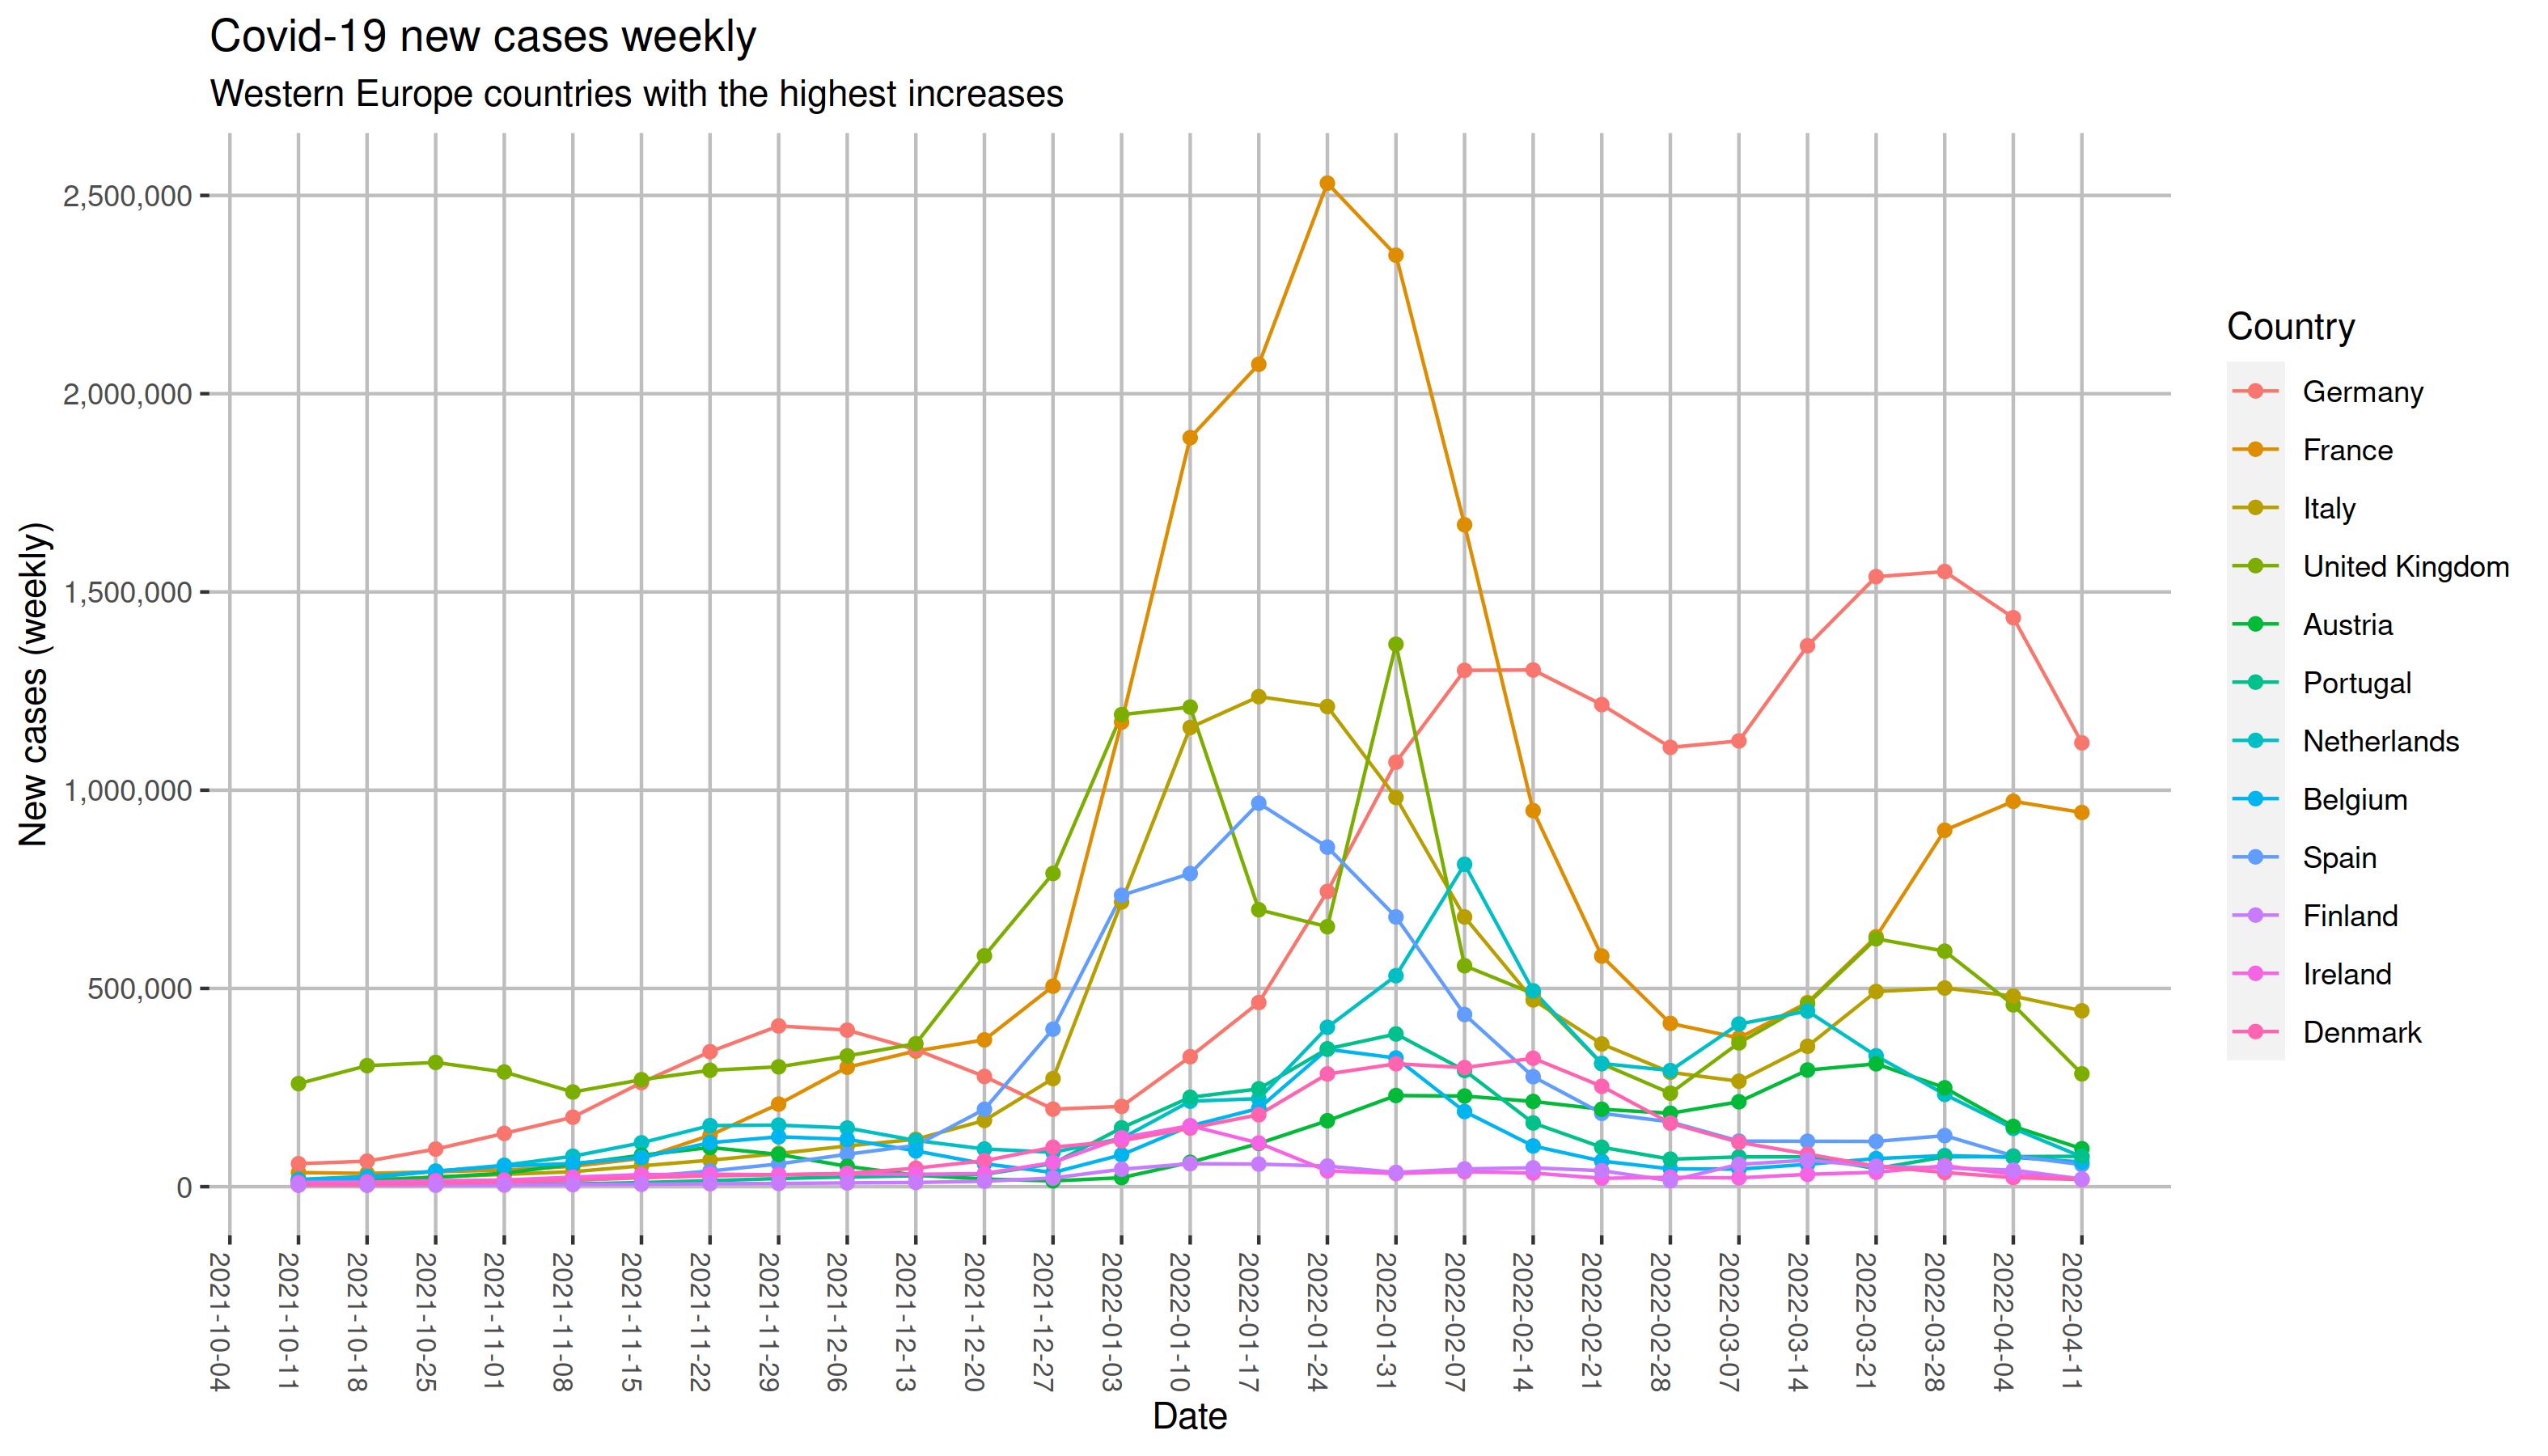 Covid-19 new cases weekly
Western Europe countries with the highest increases
New cases (weekly)
2,500,000
2,000,000
1,500,000
1,000,000
500,000
0
2021-10-04
2021-10-11
2021-10-18
2021-10-25
2021-11-01
2021-11-08
2021-11-15
2021-11-22
2021-11-29
2021-12-06
2021-12-13
2021-12-20
2021-12-27
2022-01-03
2022-01-10
2022-01-17
2022-01-24
2022-01-31
2022-02-07
2022-02-14
2022-02-21
2022-02-28
2022-03-07
2022-03-14
2022-03-21
2022-03-28
2022-04-04
2022-04-11
Date
Country
Germany
France
Italy
United Kingdom
Austria
Portugal
Netherlands
Belgium
Spain
Finland
Ireland
Denmark